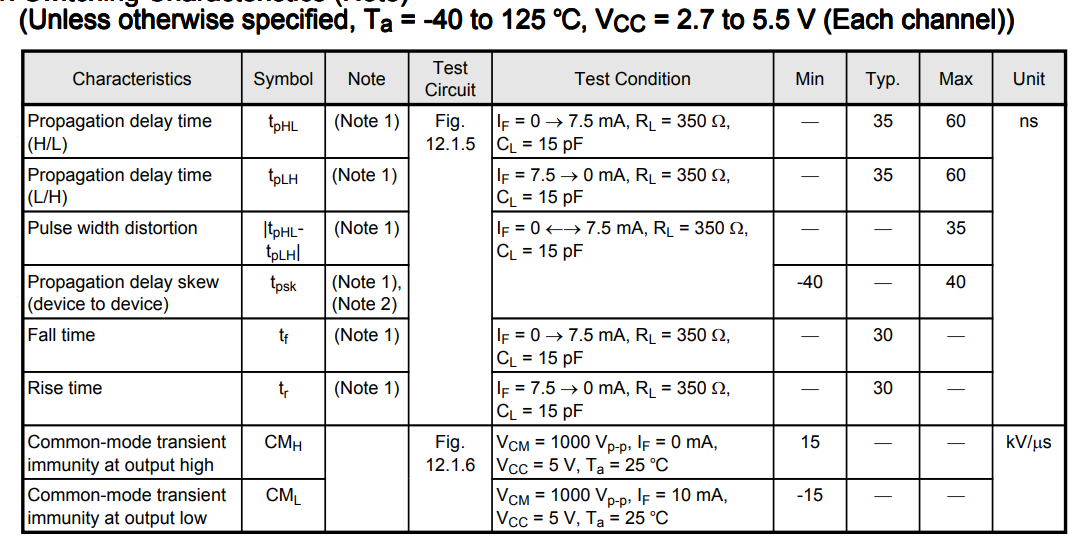 (Unless otherwise specified, Ta = -40 to 125 ℃, VCC = 2.7 to 5.5 V (Each channel))
Characteristics Symbol Note Test Circuit Test Condition Min Typ. Max Unit
Propagation delay time (H/L) tpHL (Note 1) Fig. 12.1.5 IF = 0 → 7.5 mA, RL = 350 Ω, CL = 15 pF — 35 60 ns
Propagation delay time (L/H) tpLH (Note 1) IF = 7.5 → 0 mA, RL = 350 Ω, CL = 15 pF — 35 60
Pulse width distortion |tpHL-tpLH| (Note 1) IF = 0 ←→ 7.5 mA, RL = 350 Ω, CL = 15 pF — — 35
Propagation delay skew (device to device) tpsk (Note 1), (Note 2) -40 — 40
Fall time tf (Note 1) IF = 0 → 7.5 mA, RL = 350 Ω, CL = 15 pF — 30 —
Rise time tr (Note 1) IF = 7.5 → 0 mA, RL = 350 Ω, CL = 15 pF — 30 —
Common-mode transient immunity at output high CMH Fig. 12.1.6 VCM = 1000 Vp-p, IF = 0 mA, VCC = 5 V, Ta = 25 ℃ 15 — — kV/μs
Common-mode transient immunity at output low CML VCM = 1000 Vp-p, IF = 10 mA, VCC = 5 V, Ta = 25 ℃ -15 — —